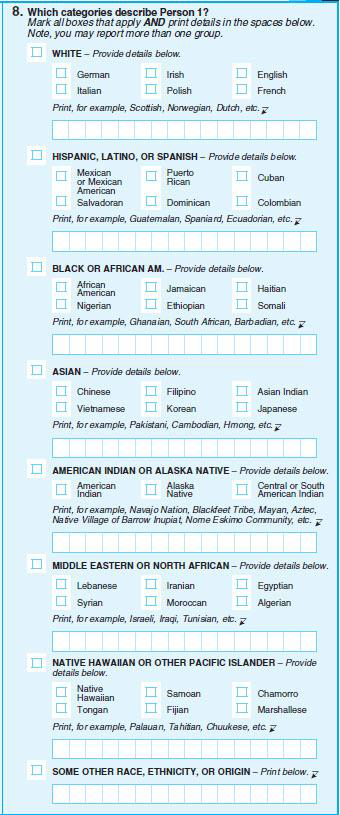 8. Which categories describe Person 1?
Mark all boxes that apply AND print details in the spaces below.
Note, you may report more than one group.
WHITE – Provide details below.
German Irish English
Italian Polish French
Print, for example, Scottish, Norwegian, Dutch, etc.
HISPANIC, LATINO, OR SPANISH – Provide details below.
Mexican
or Mexican
American
Puerto
Rican
Cuban
Salvadoran Dominican Colombian
Print, for example, Guatemalan, Spaniard, Ecuadorian, etc.
BLACK OR AFRICAN AM. – Provide details below.
African
American
Jamaican Haitian
Nigerian Ethiopian Somali
Print, for example, Ghanaian, South African, Barbadian, etc.
ASIAN – Provide details below.
Chinese Filipino Asian Indian
Vietnamese Korean Japanese
Print, for example, Pakistani, Cambodian, Hmong, etc.
AMERICAN INDIAN OR ALASKA NATIVE – Provide details below.
American
Indian
Alaska
Native
Central or South
American Indian
Print, for example, Navajo Nation, Blackfeet Tribe, Mayan, Aztec,
Native Village of Barrow Inupiat, Nome Eskimo Community, etc.
MIDDLE EASTERN OR NORTH AFRICAN – Provide details below.
Lebanese Iranian Egyptian
Syrian Moroccan Algerian
Print, for example, Israeli, Iraqi, Tunisian, etc.
NATIVE HAWAIIAN OR OTHER PACIFIC ISLANDER – Provide
details below.
Native
Hawaiian
Samoan Chamorro
Tongan Fijian Marshallese
Print, for example, Palauan, Tahitian, Chuukese, etc.
SOME OTHER RACE, ETHNICITY, OR ORIGIN – Print below.